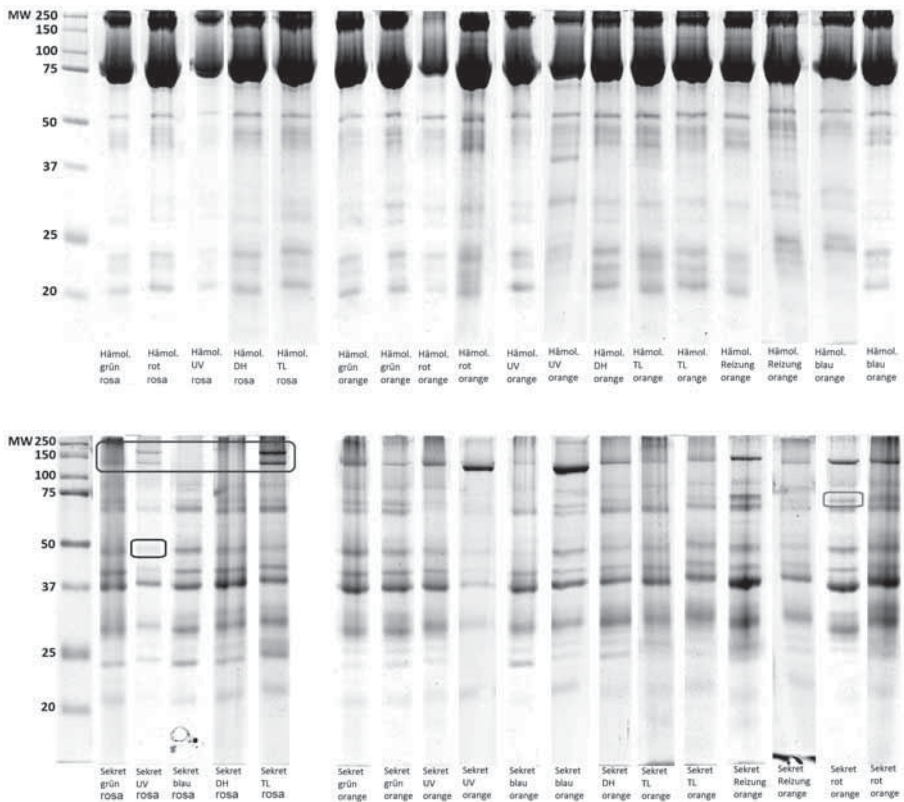 MW 250
150
100
75
50
37
25
20
Hämol. grün rosa
Hämol. rot rosa
Hämol. UV rosa
Hämol. DH rosa
Hämol. TL rosa
Hämol. grün orange
Hämol. grün orange
Hämol. rot orange
Hämol. rot orange
Hämol. UV orange
Hämol. UV orange
Hämol. DH orange
Hämol. TL orange
Hämol. TL orange
Hämol. Reizung orange
Hämol. Reizung orange
Hämol. blau orange
Hämol. blau orange
MW 250
150
100
75
50
37
25
20
Sekret grün rosa
Sekret UV rosa
Sekret blau rosa
Sekret DH rosa
Sekret TL rosa
Sekret grün orange
Sekret grün orange
Sekret UV orange
Sekret UV orange
Sekret blau orange
Sekret blau orange
Sekret DH orange
Sekret TL orange
Sekret TL orange
Sekret Reizung orange
Sekret Reizung orange
Sekret rot orange
Sekret rot orange